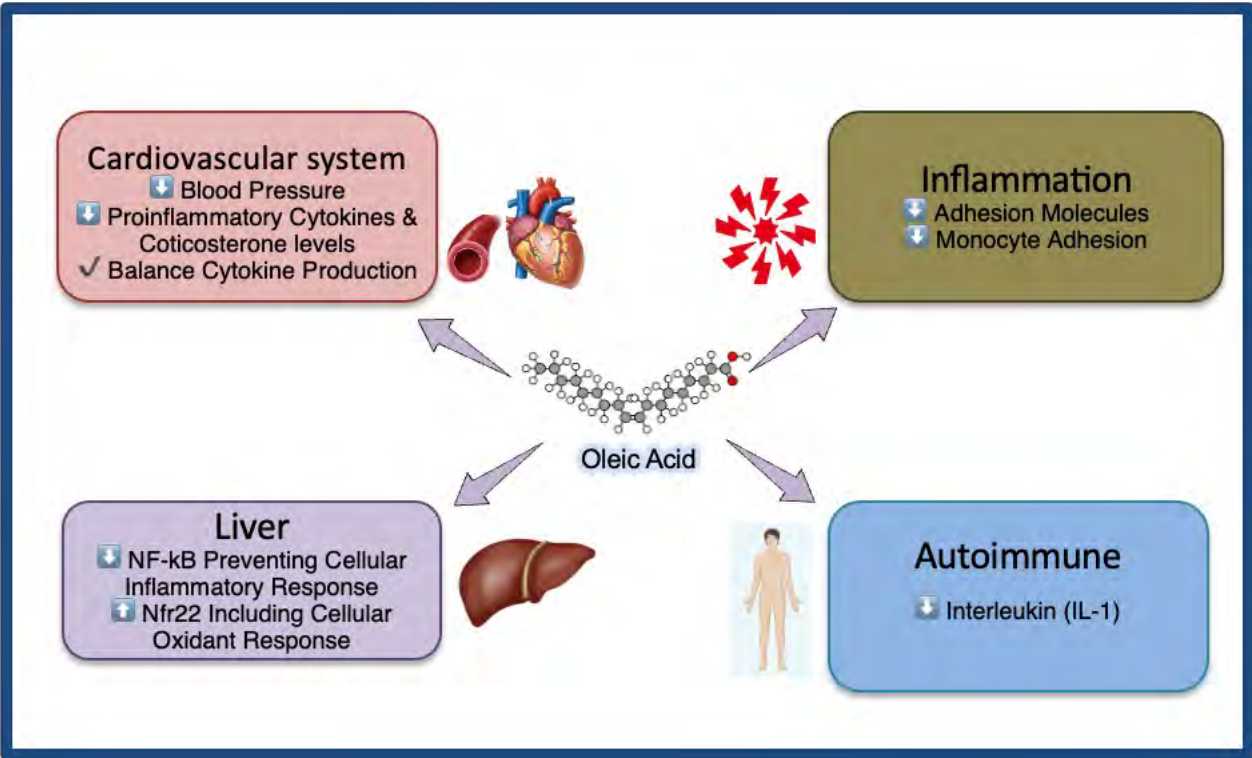 Cardiovascular system
⬇ Blood Pressure
⬇ Proinflammatory Cytokines &
Coticosterone levels
✓ Balance Cytokine Production
Inflammation
⬇ Adhesion Molecules
⬇ Monocyte Adhesion
Oleic Acid
Liver
⬇ NF-kB Preventing Cellular
Inflammatory Response
⬆ Nfr22 Including Cellular
Oxidant Response
Autoimmune
⬇ Interleukin (IL-1)